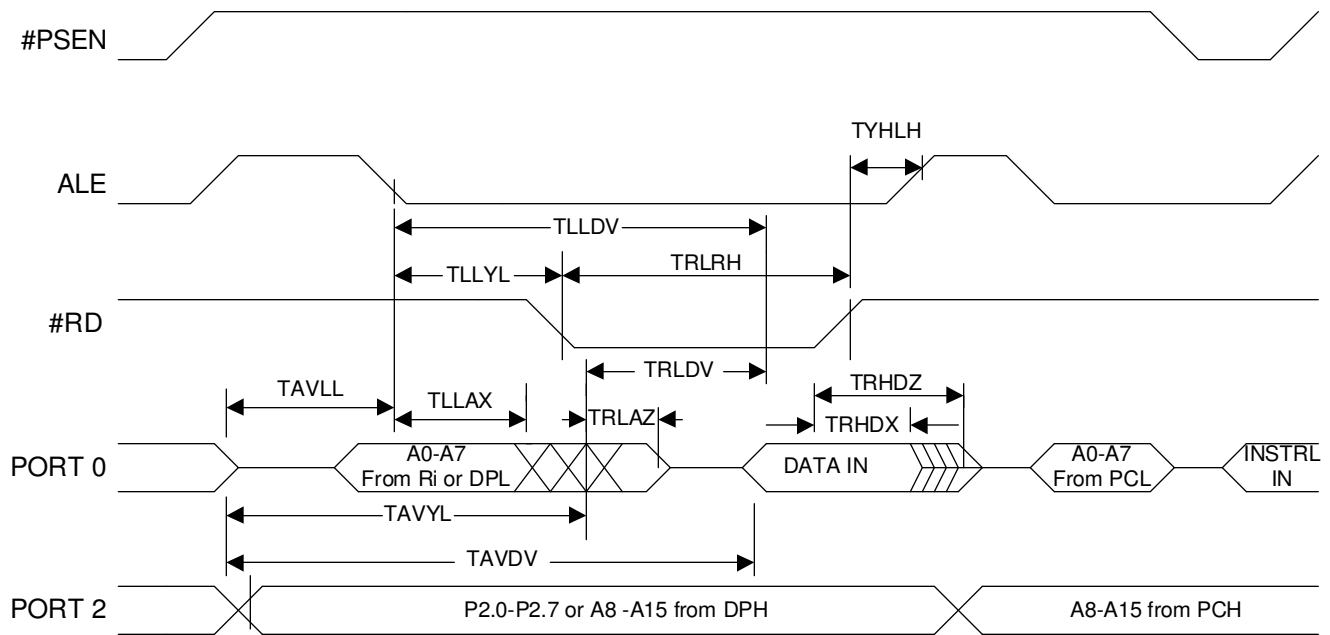 #PSEN
TYHLH
ALE
TLLDV
TLLYL
TRLRH
#RD
TRLDV
TAVLL
TLLAX
TRLAZ
TRHDZ
TRHDX
PORT 0
A0-A7
From Ri or DPL
DATA IN
A0-A7
From PCL
INSTRL
IN
TAVYL
TAVDV
PORT 2
P2.0-P2.7 or A8 -A15 from DPH
A8-A15 from PCH